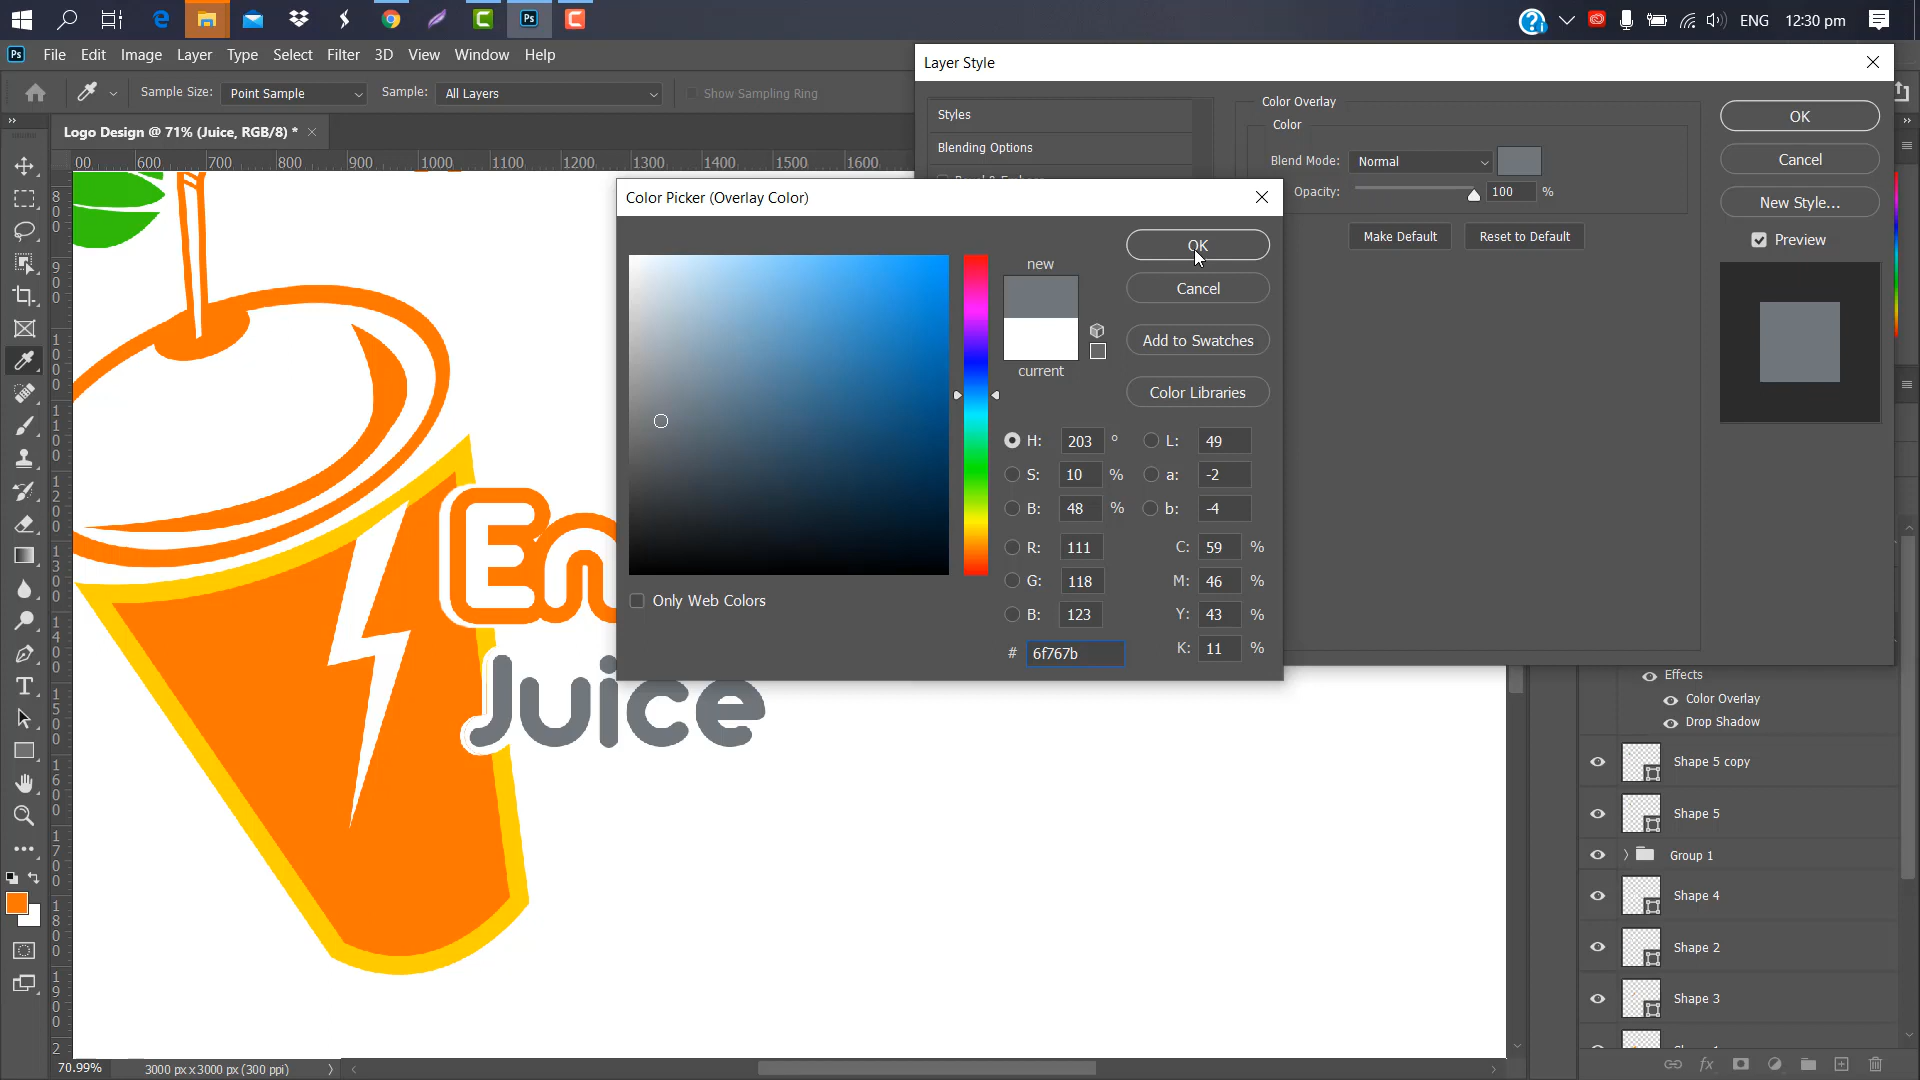 ENG 12:30 pm
File Edit Image Layer Type Select Filter 3D View Window Help
Sample Size: Point Sample Sample: All Layers Show Sampling Ring
Logo Design @ 71% (Juice, RGB/8) *
00 600 700 800 900 1000 1100 1200 1300 1400 1500 1600
Layer Style
Styles
Blending Options
Color Overlay
Color
Blend Mode: Normal
Opacity: 100 %
Make Default Reset to Default
OK
Cancel
New Style...
Preview
Color Picker (Overlay Color)
new
current
OK
Cancel
Add to Swatches
Color Libraries
H: 203 ° L: 49
S: 10 % a: -2
B: 48 % b: -4
R: 111 C: 59 %
G: 118 M: 46 %
B: 123 Y: 43 %
# 6f767b K: 11 %
Only Web Colors
En
Juice
Effects
Color Overlay
Drop Shadow
Shape 5 copy
Shape 5
Group 1
Shape 4
Shape 2
Shape 3
70.99% 3000 px x 3000 px (300 ppi)